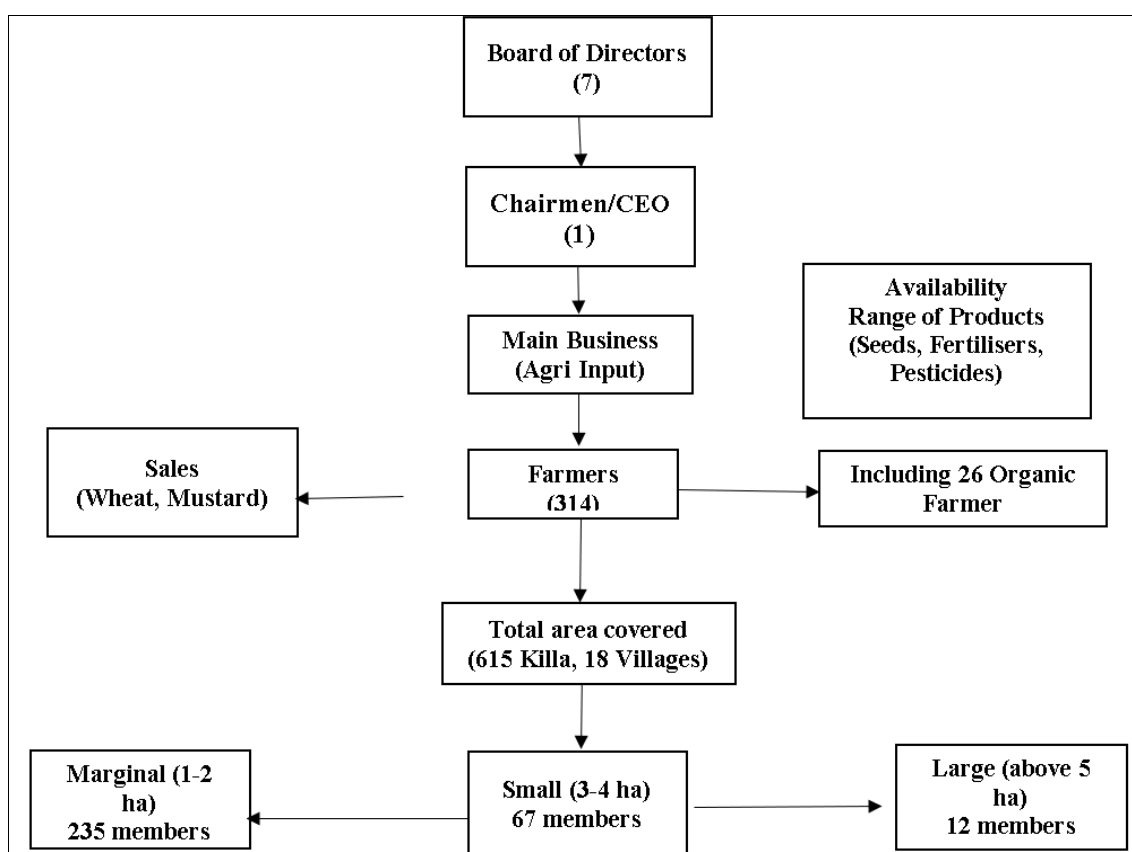 Board of Directors
(7)
Chairmen/CEO
(1)
Availability
Range of Products
(Seeds, Fertilisers,
Pesticides)
Main Business
(Agri Input)
Sales
(Wheat, Mustard)
Farmers
(314)
Including 26 Organic
Farmer
Total area covered
(615 Killa, 18 Villages)
Marginal (1-2
ha)
235 members
Small (3-4 ha)
67 members
Large (above 5
ha)
12 members